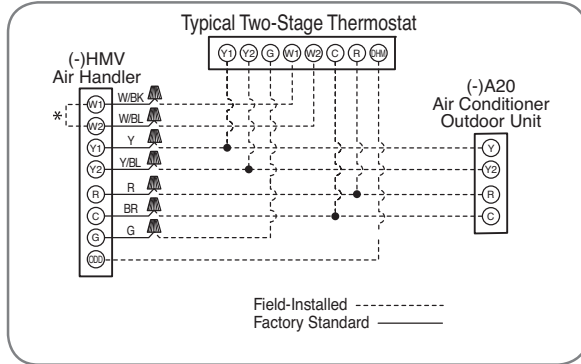 Typical Two-Stage Thermostat
Y1 Y2 G W1 W2 C R DHM
(-)HMV
Air Handler
(-)A20
Air Conditioner
Outdoor Unit
W1 W/BK
* W2 W/BL
Y1 Y
Y2 Y/BL
R R
C BR
G G
ODD
Y
Y2
R
C
Field-Installed
Factory Standard